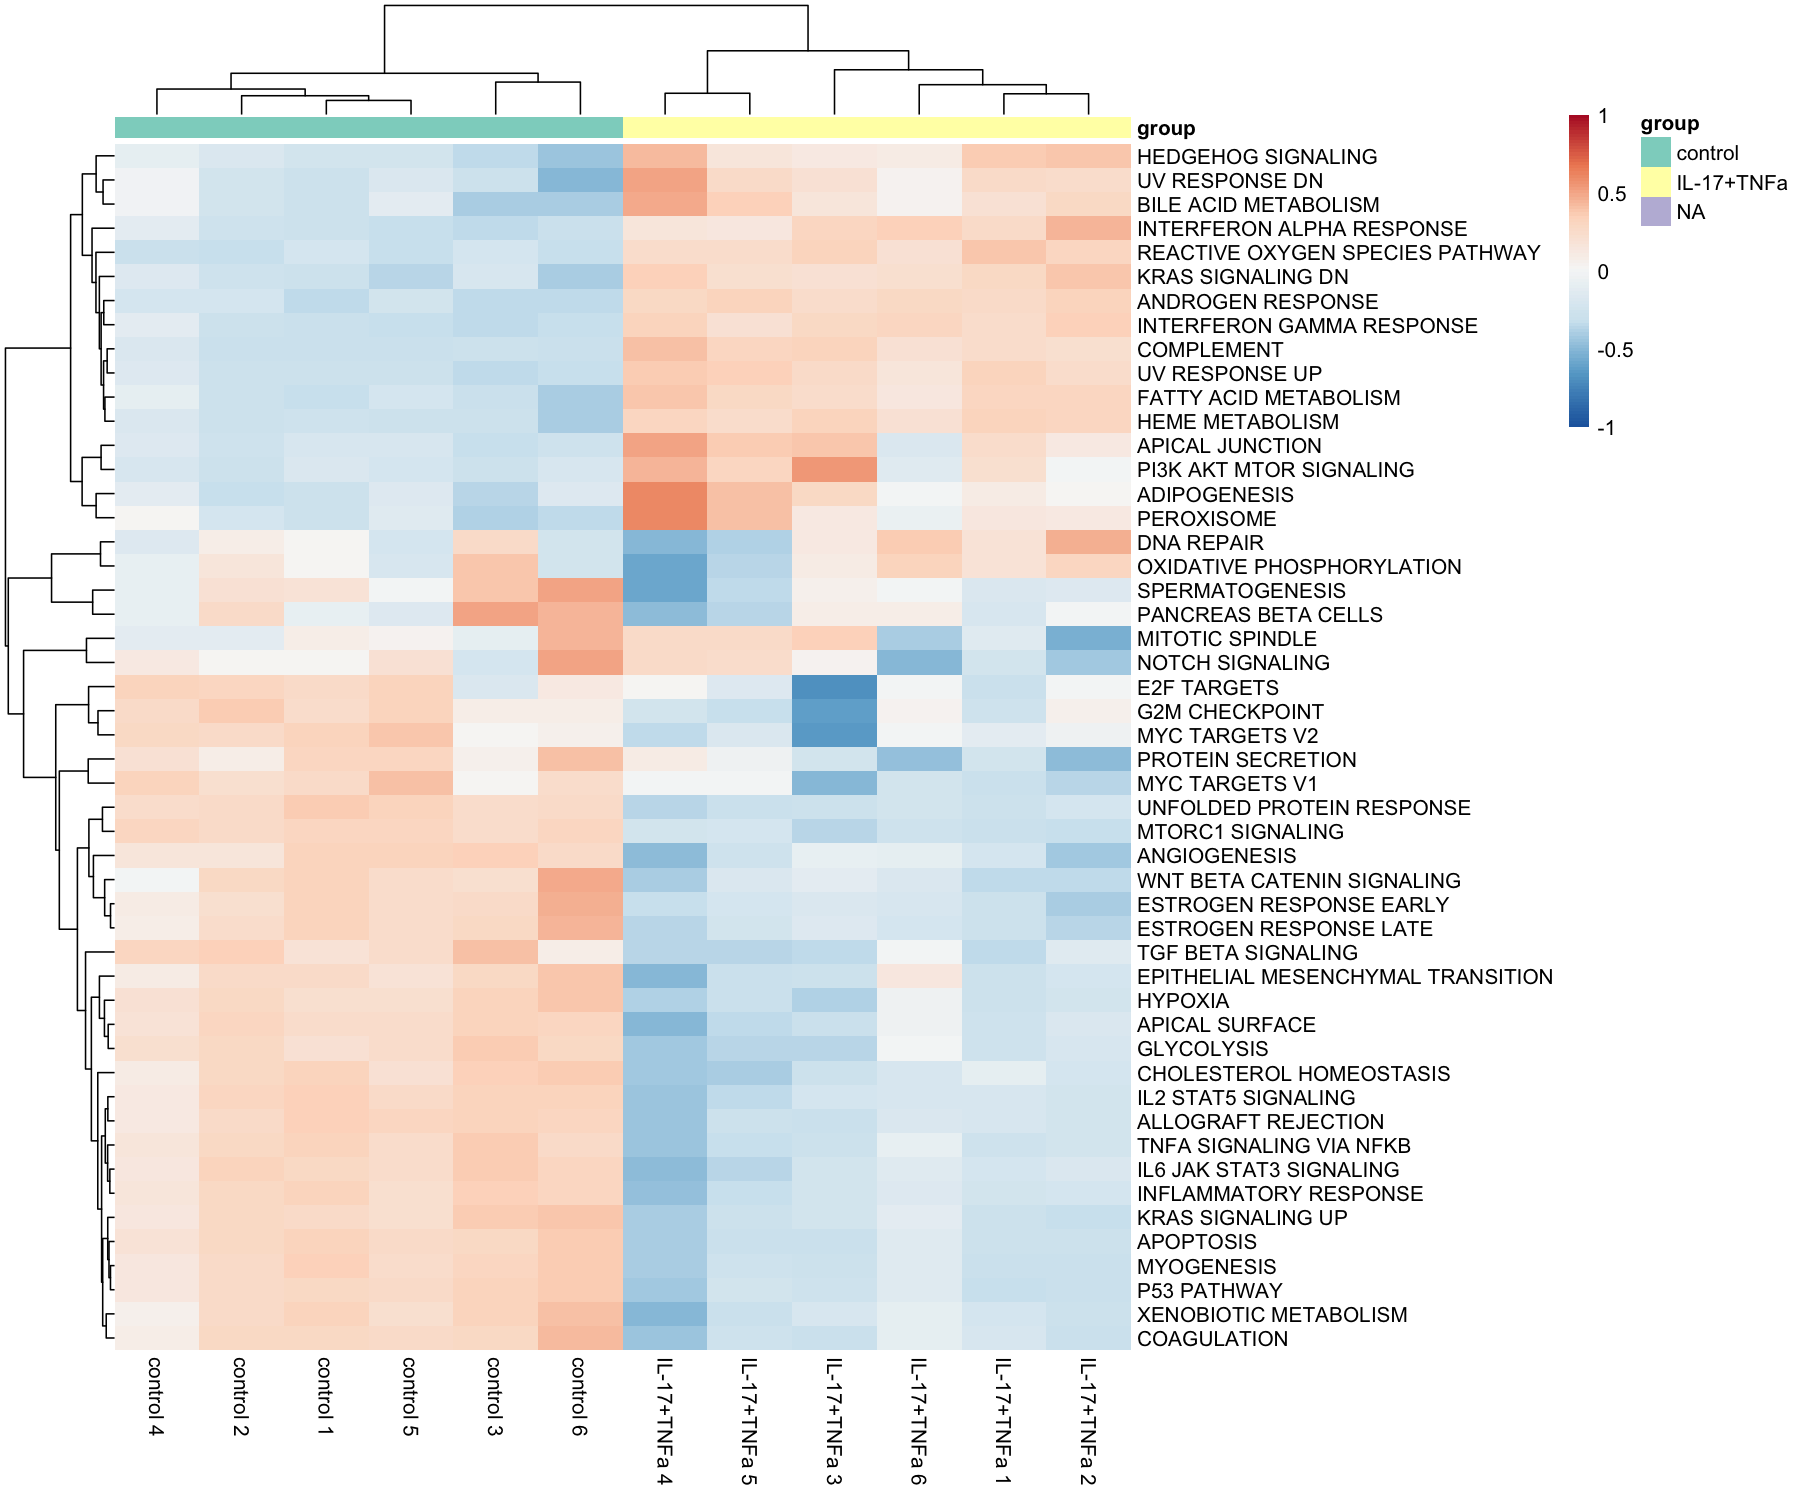 group
HEDGEHOG SIGNALING
UV RESPONSE DN
BILE ACID METABOLISM
INTERFERON ALPHA RESPONSE
REACTIVE OXYGEN SPECIES PATHWAY
KRAS SIGNALING DN
ANDROGEN RESPONSE
INTERFERON GAMMA RESPONSE
COMPLEMENT
UV RESPONSE UP
FATTY ACID METABOLISM
HEME METABOLISM
APICAL JUNCTION
PI3K AKT MTOR SIGNALING
ADIPOGENESIS
PEROXISOME
DNA REPAIR
OXIDATIVE PHOSPHORYLATION
SPERMATOGENESIS
PANCREAS BETA CELLS
MITOTIC SPINDLE
NOTCH SIGNALING
E2F TARGETS
G2M CHECKPOINT
MYC TARGETS V2
PROTEIN SECRETION
MYC TARGETS V1
UNFOLDED PROTEIN RESPONSE
MTORC1 SIGNALING
ANGIOGENESIS
WNT BETA CATENIN SIGNALING
ESTROGEN RESPONSE EARLY
ESTROGEN RESPONSE LATE
TGF BETA SIGNALING
EPITHELIAL MESENCHYMAL TRANSITION
HYPOXIA
APICAL SURFACE
GLYCOLYSIS
CHOLESTEROL HOMEOSTASIS
IL2 STAT5 SIGNALING
ALLOGRAFT REJECTION
TNFA SIGNALING VIA NFKB
IL6 JAK STAT3 SIGNALING
INFLAMMATORY RESPONSE
KRAS SIGNALING UP
APOPTOSIS
MYOGENESIS
P53 PATHWAY
XENOBIOTIC METABOLISM
COAGULATION
control 4
control 2
control 1
control 5
control 3
control 6
IL-17+TNFa 4
IL-17+TNFa 5
IL-17+TNFa 3
IL-17+TNFa 6
IL-17+TNFa 1
IL-17+TNFa 2
1
0.5
0
-0.5
-1
group
control
IL-17+TNFa
NA